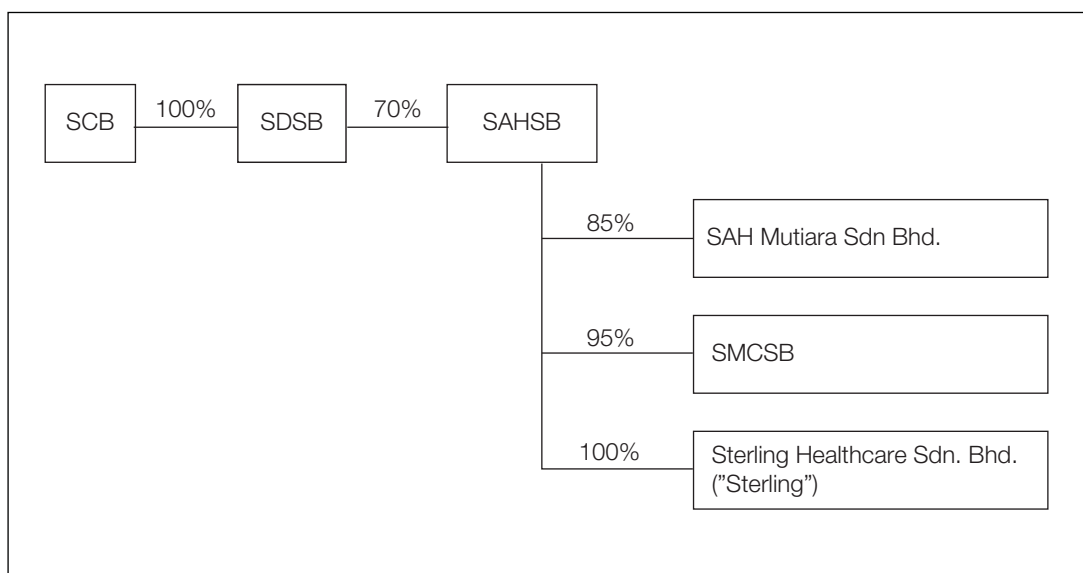 SCB
100%
SDSB
70%
SAHSB
85%
SAH Mutiara Sdn Bhd.
95%
SMCSB
100%
Sterling Healthcare Sdn. Bhd.
(”Sterling”)